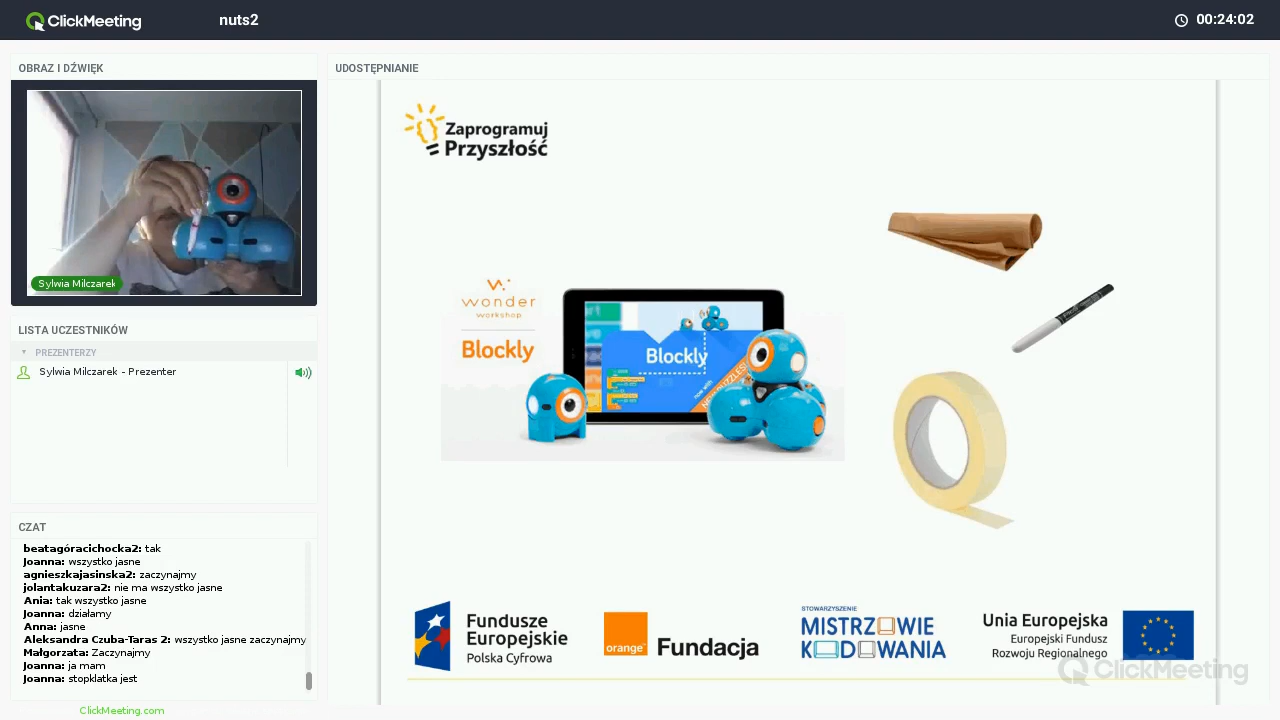 ClickMeeting
nuts2
00:24:02
OBRAZ I DŹWIĘK
Sylwia Milczarek
LISTA UCZESTNIKÓW
PREZENTERZY
Sylwia Milczarek - Prezenter
CZAT
beatagóracichocka2: tak
Joanna: wszystko jasne
agnieszkajasinska2: zaczynajmy
jolantakuzara2: nie ma wszystko jasne
Ania: tak wszystko jasne
Joanna: działamy
Anna: jasne
Aleksandra Czuba-Taras 2: wszystko jasne zaczynajmy
Małgorzata: Zaczynajmy
Joanna: ja mam
Joanna: stopklatka jest
ClickMeeting.com
UDOSTĘPNIANIE
Zaprogramuj
Przyszłość
wonder
workshop
Blockly
Blockly
now with
NEW PUZZLES
Fundusze
Europejskie
Polska Cyfrowa
orange
Fundacja
STOWARZYSZENIE
MISTRZOWIE
KODOWANIA
Unia Europejska
Europejski Fundusz
Rozwoju Regionalnego
ClickMeeting